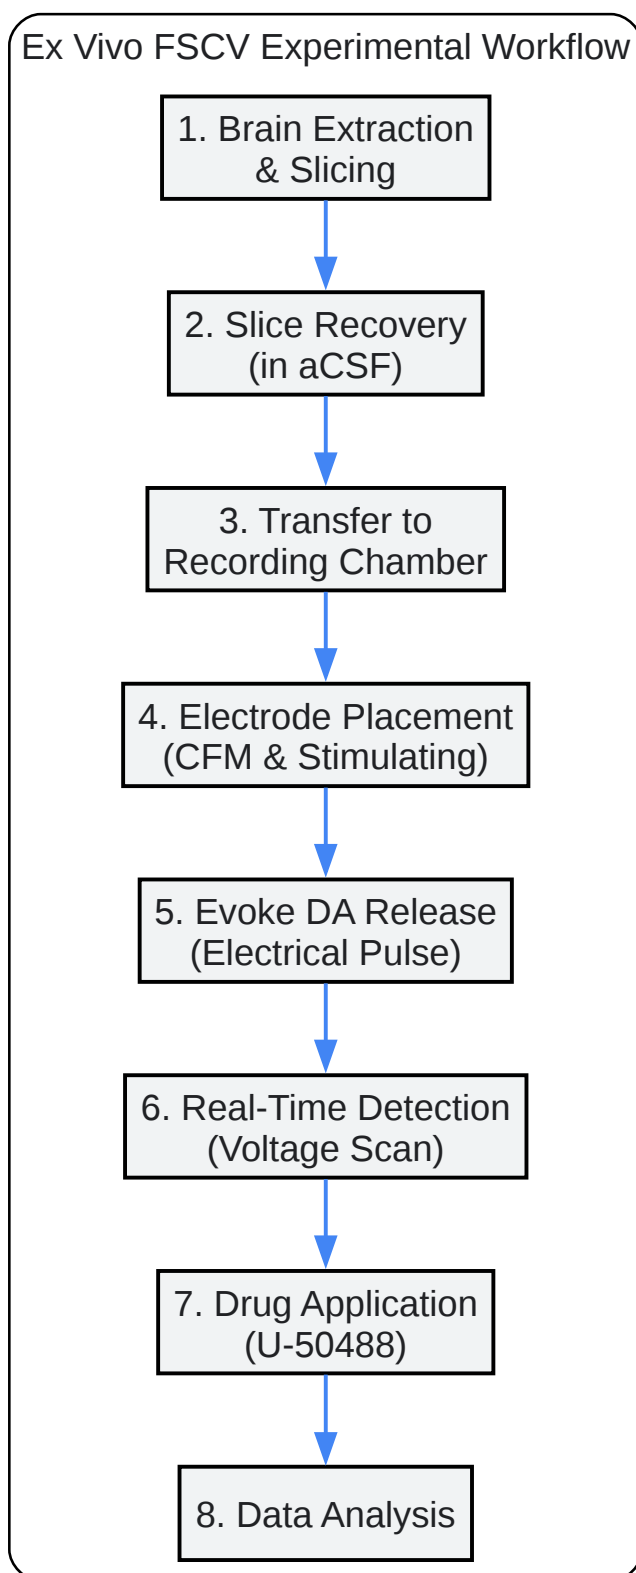 Ex Vivo FSCV Experimental Workflow
1. Brain Extraction
& Slicing
2. Slice Recovery
(in aCSF)
3. Transfer to
Recording Chamber
4. Electrode Placement
(CFM & Stimulating)
5. Evoke DA Release
(Electrical Pulse)
6. Real-Time Detection
(Voltage Scan)
7. Drug Application
(U-50488)
8. Data Analysis